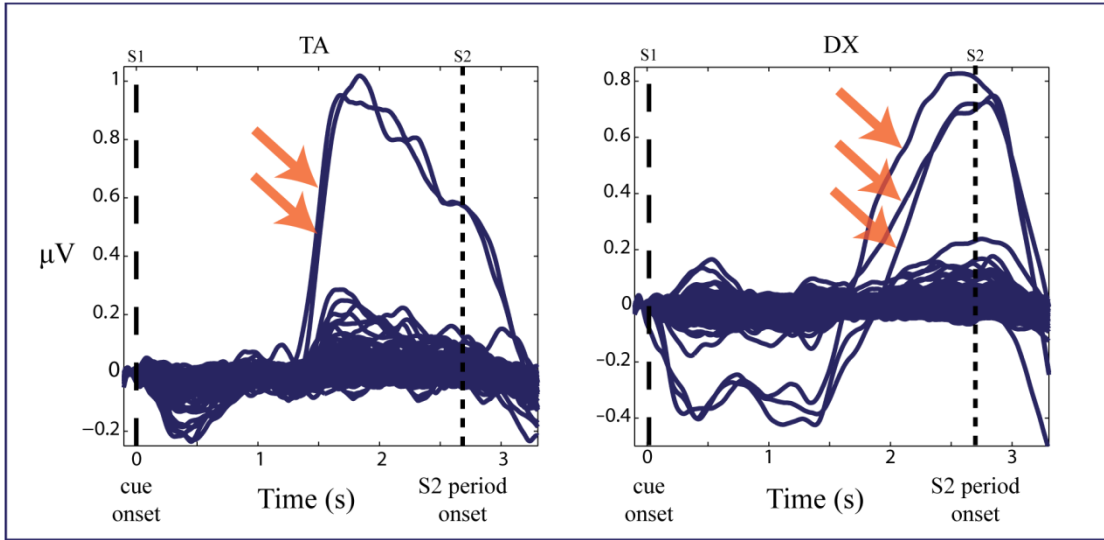 TA
S1
S2
μV
1
0.8
0.6
0.4
0.2
0
−0.2
0
1
2
3
cue
onset
Time (s)
S2 period
onset
DX
S1
S2
0.8
0.6
0.4
0.2
0
−0.2
−0.4
0
1
2
3
cue
onset
Time (s)
S2 period
onset